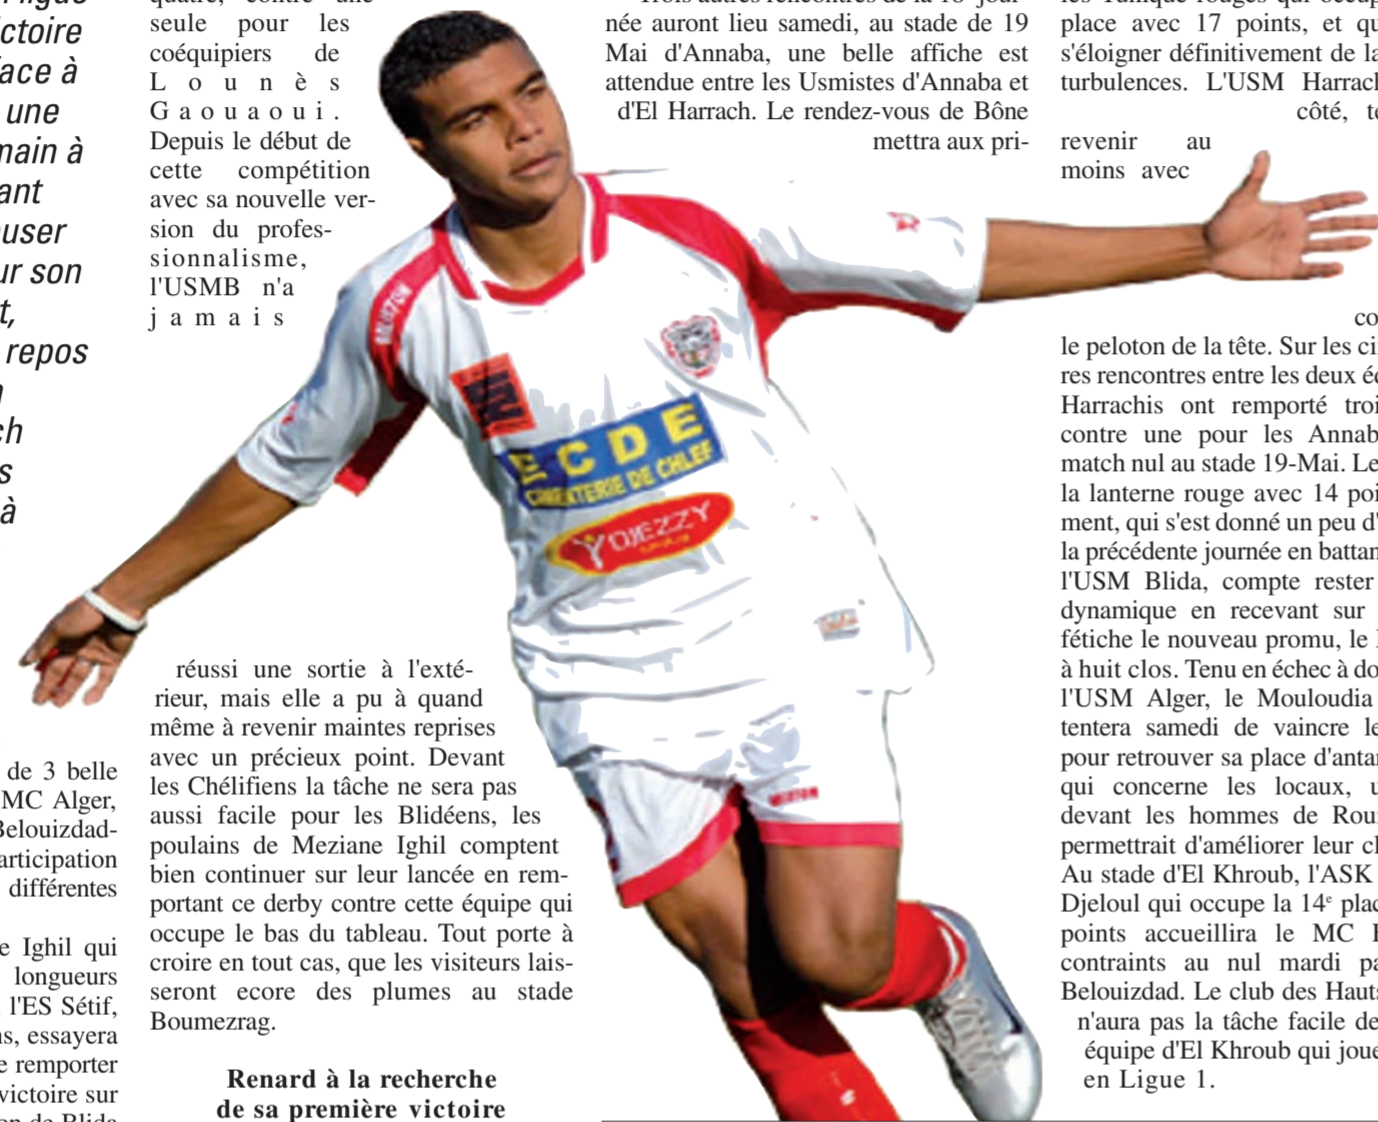 ctoire
ace à
une
main à
ant
user
ur son
t,
repos
ch
s
à
de 3 belle
MC Alger,
Belouizdad-
articipation
différentes
e Ighil qui
longueurs
l'ES Sétif,
ns, essayera
e remporter
victoire sur
seule pour les
coéquipiers de
Lounès
Gaouaoui.
Depuis le début de
cette compétition
avec sa nouvelle ver-
sion du profes-
sionnalisme,
l'USMB n'a
jamais
réussi une sortie à l'exté-
rieur, mais elle a pu à quand
même à revenir maintes reprises
avec un précieux point. Devant
les Chélifiens la tâche ne sera pas
aussi facile pour les Blidéens, les
poulains de Meziane Ighil comptent
bien continuer sur leur lancée en rem-
portant ce derby contre cette équipe qui
occupe le bas du tableau. Tout porte à
croire en tout cas, que les visiteurs lais-
seront ecore des plumes au stade
Boumezrag.
Renard à la recherche
de sa première victoire
née auront lieu samedi, au stade de 19
Mai d'Annaba, une belle affiche est
attendue entre les Usmistes d'Annaba et
d'El Harrach. Le rendez-vous de Bône
mettra aux pri-
ECDE
CIMENTERIE DE CHLEF
DJEZZY
place avec 17 points, et qu
s'éloigner définitivement de la
turbulences. L'USM Harrach
côté, te
revenir au
moins avec
co
le peloton de la tête. Sur les ci
res rencontres entre les deux é
Harrachis ont remporté troi
contre une pour les Annab
match nul au stade 19-Mai. Le
la lanterne rouge avec 14 poi
ment, qui s'est donné un peu d'
la précédente journée en battan
l'USM Blida, compte rester
dynamique en recevant sur
fétiche le nouveau promu, le
à huit clos. Tenu en échec à do
l'USM Alger, le Mouloudia
tentera samedi de vaincre le
pour retrouver sa place d'antan
qui concerne les locaux, u
devant les hommes de Roui
permettrait d'améliorer leur cl
Au stade d'El Khroub, l'ASK
Djeloul qui occupe la 14e plac
points accueillira le MC
contraints au nul mardi pa
Belouizdad. Le club des Hauts
n'aura pas la tâche facile de
équipe d'El Khroub qui joue
en Ligue 1.